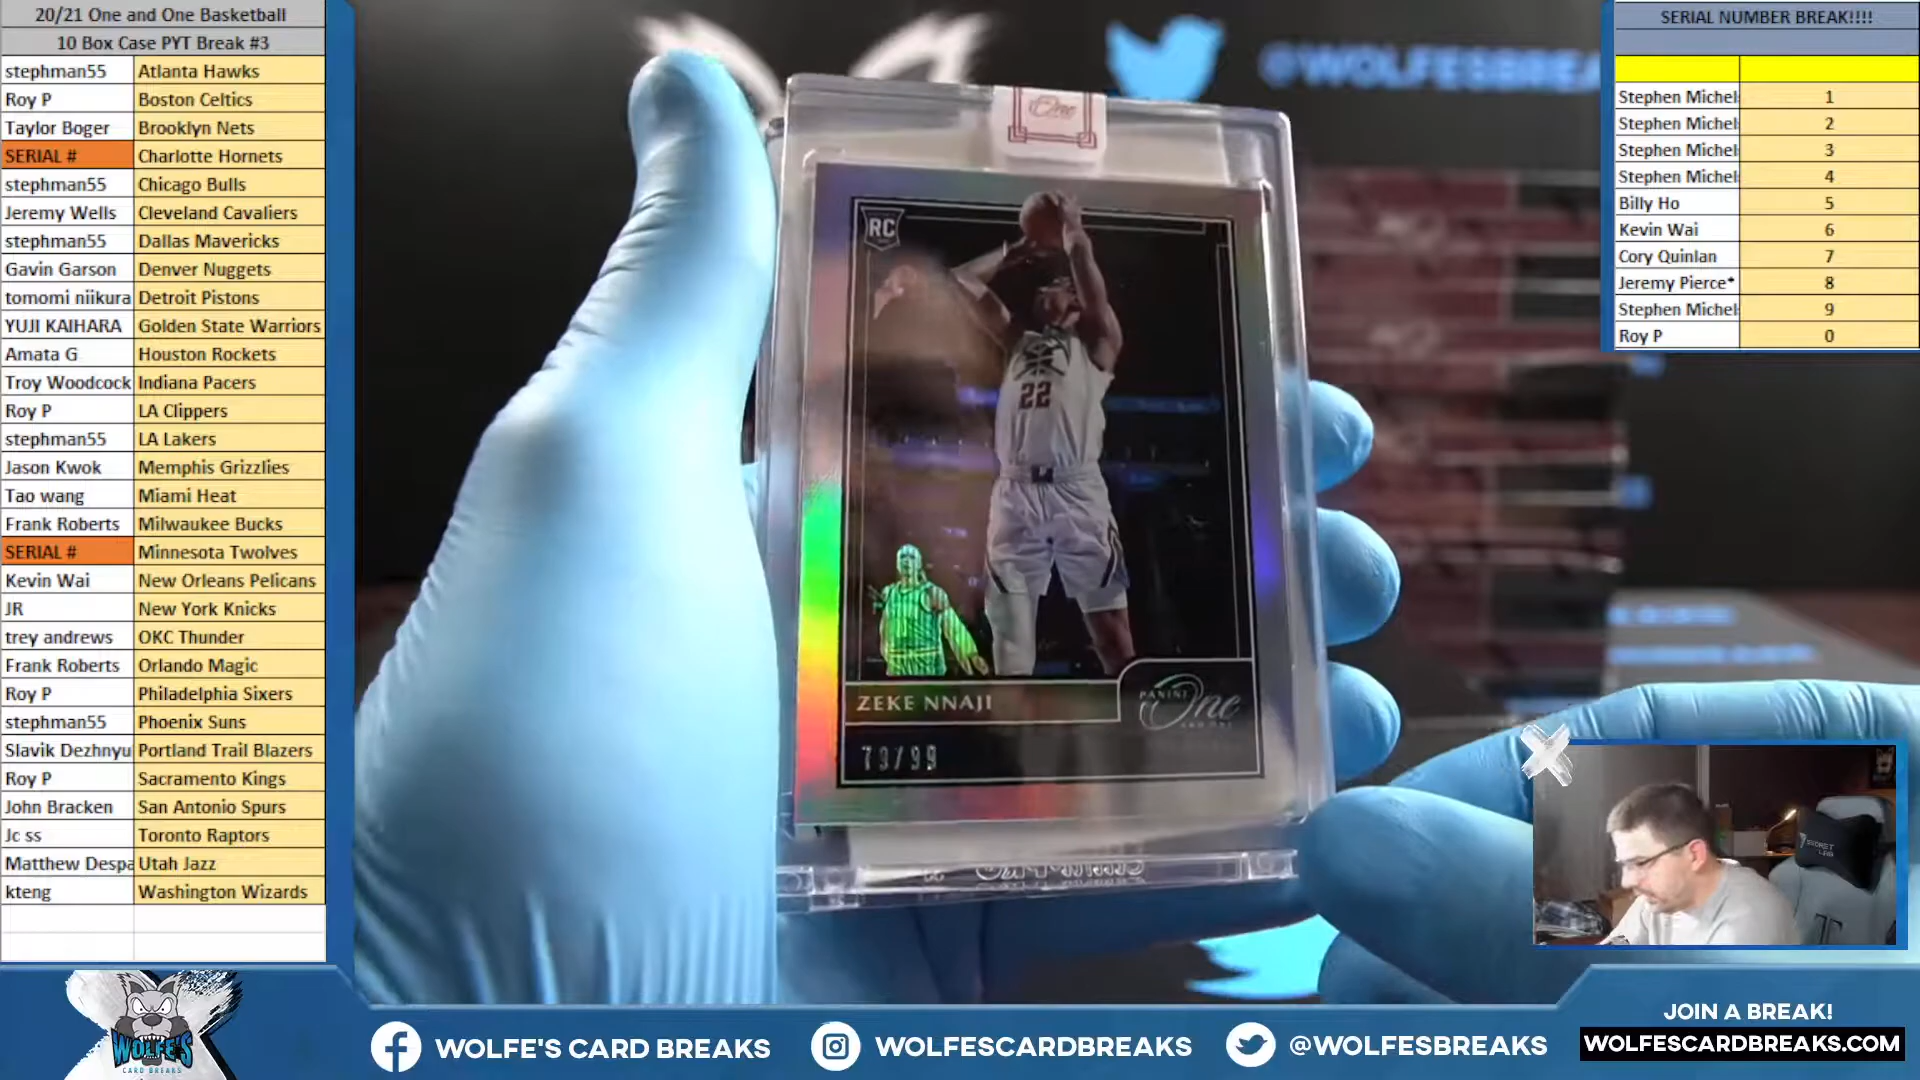 20/21 One and One Basketball
10 Box Case PYT Break #3
stephman55 Atlanta Hawks
Roy P Boston Celtics
Taylor Boger Brooklyn Nets
SERIAL # Charlotte Hornets
stephman55 Chicago Bulls
Jeremy Wells Cleveland Cavaliers
stephman55 Dallas Mavericks
Gavin Garson Denver Nuggets
tomomi niikura Detroit Pistons
YUJI KAIHARA Golden State Warriors
Amata G Houston Rockets
Troy Woodcock Indiana Pacers
Roy P LA Clippers
stephman55 LA Lakers
Jason Kwok Memphis Grizzlies
Tao wang Miami Heat
Frank Roberts Milwaukee Bucks
SERIAL # Minnesota Twolves
Kevin Wai New Orleans Pelicans
JR New York Knicks
trey andrews OKC Thunder
Frank Roberts Orlando Magic
Roy P Philadelphia Sixers
stephman55 Phoenix Suns
Slavik Dezhnyu Portland Trail Blazers
Roy P Sacramento Kings
John Bracken San Antonio Spurs
Jc ss Toronto Raptors
Matthew Despa Utah Jazz
kteng Washington Wizards
WOLFE'S
CARD BREAKS
@WOLFESBREA
One
RC
22
ZEKE NNAJI
PANINI
One
79/99
SERIAL NUMBER BREAK!!!!
Stephen Michel 1
Stephen Michel 2
Stephen Michel 3
Stephen Michel 4
Billy Ho 5
Kevin Wai 6
Cory Quinlan 7
Jeremy Pierce* 8
Stephen Michel 9
Roy P 0
WOLFE'S CARD BREAKS
WOLFESCARDBREAKS
@WOLFESBREAKS
JOIN A BREAK!
WOLFESCARDBREAKS.COM